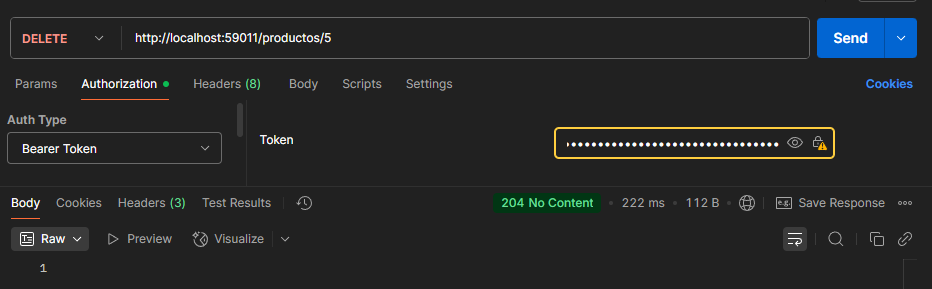 DELETE http://localhost:59011/productos/5 Send
Params Authorization Headers (8) Body Scripts Settings Cookies
Auth Type
Bearer Token
Token
Body Cookies Headers (3) Test Results 204 No Content 222 ms 112 B e.g. Save Response
Raw Preview Visualize
1